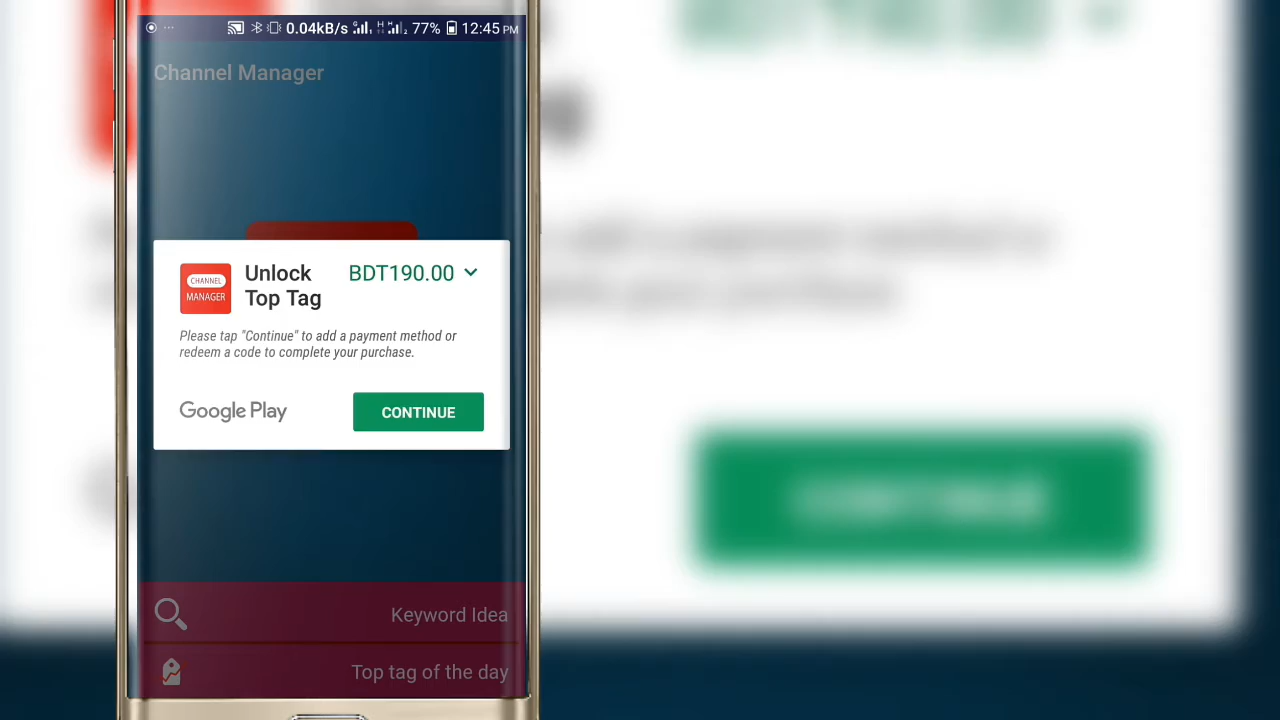 0.04kB/s 77% 12:45 PM
Channel Manager
CHANNEL
MANAGER
Unlock
Top Tag
BDT190.00
Please tap "Continue" to add a payment method or
redeem a code to complete your purchase.
Google Play
CONTINUE
Keyword Idea
Top tag of the day
CONTINUE